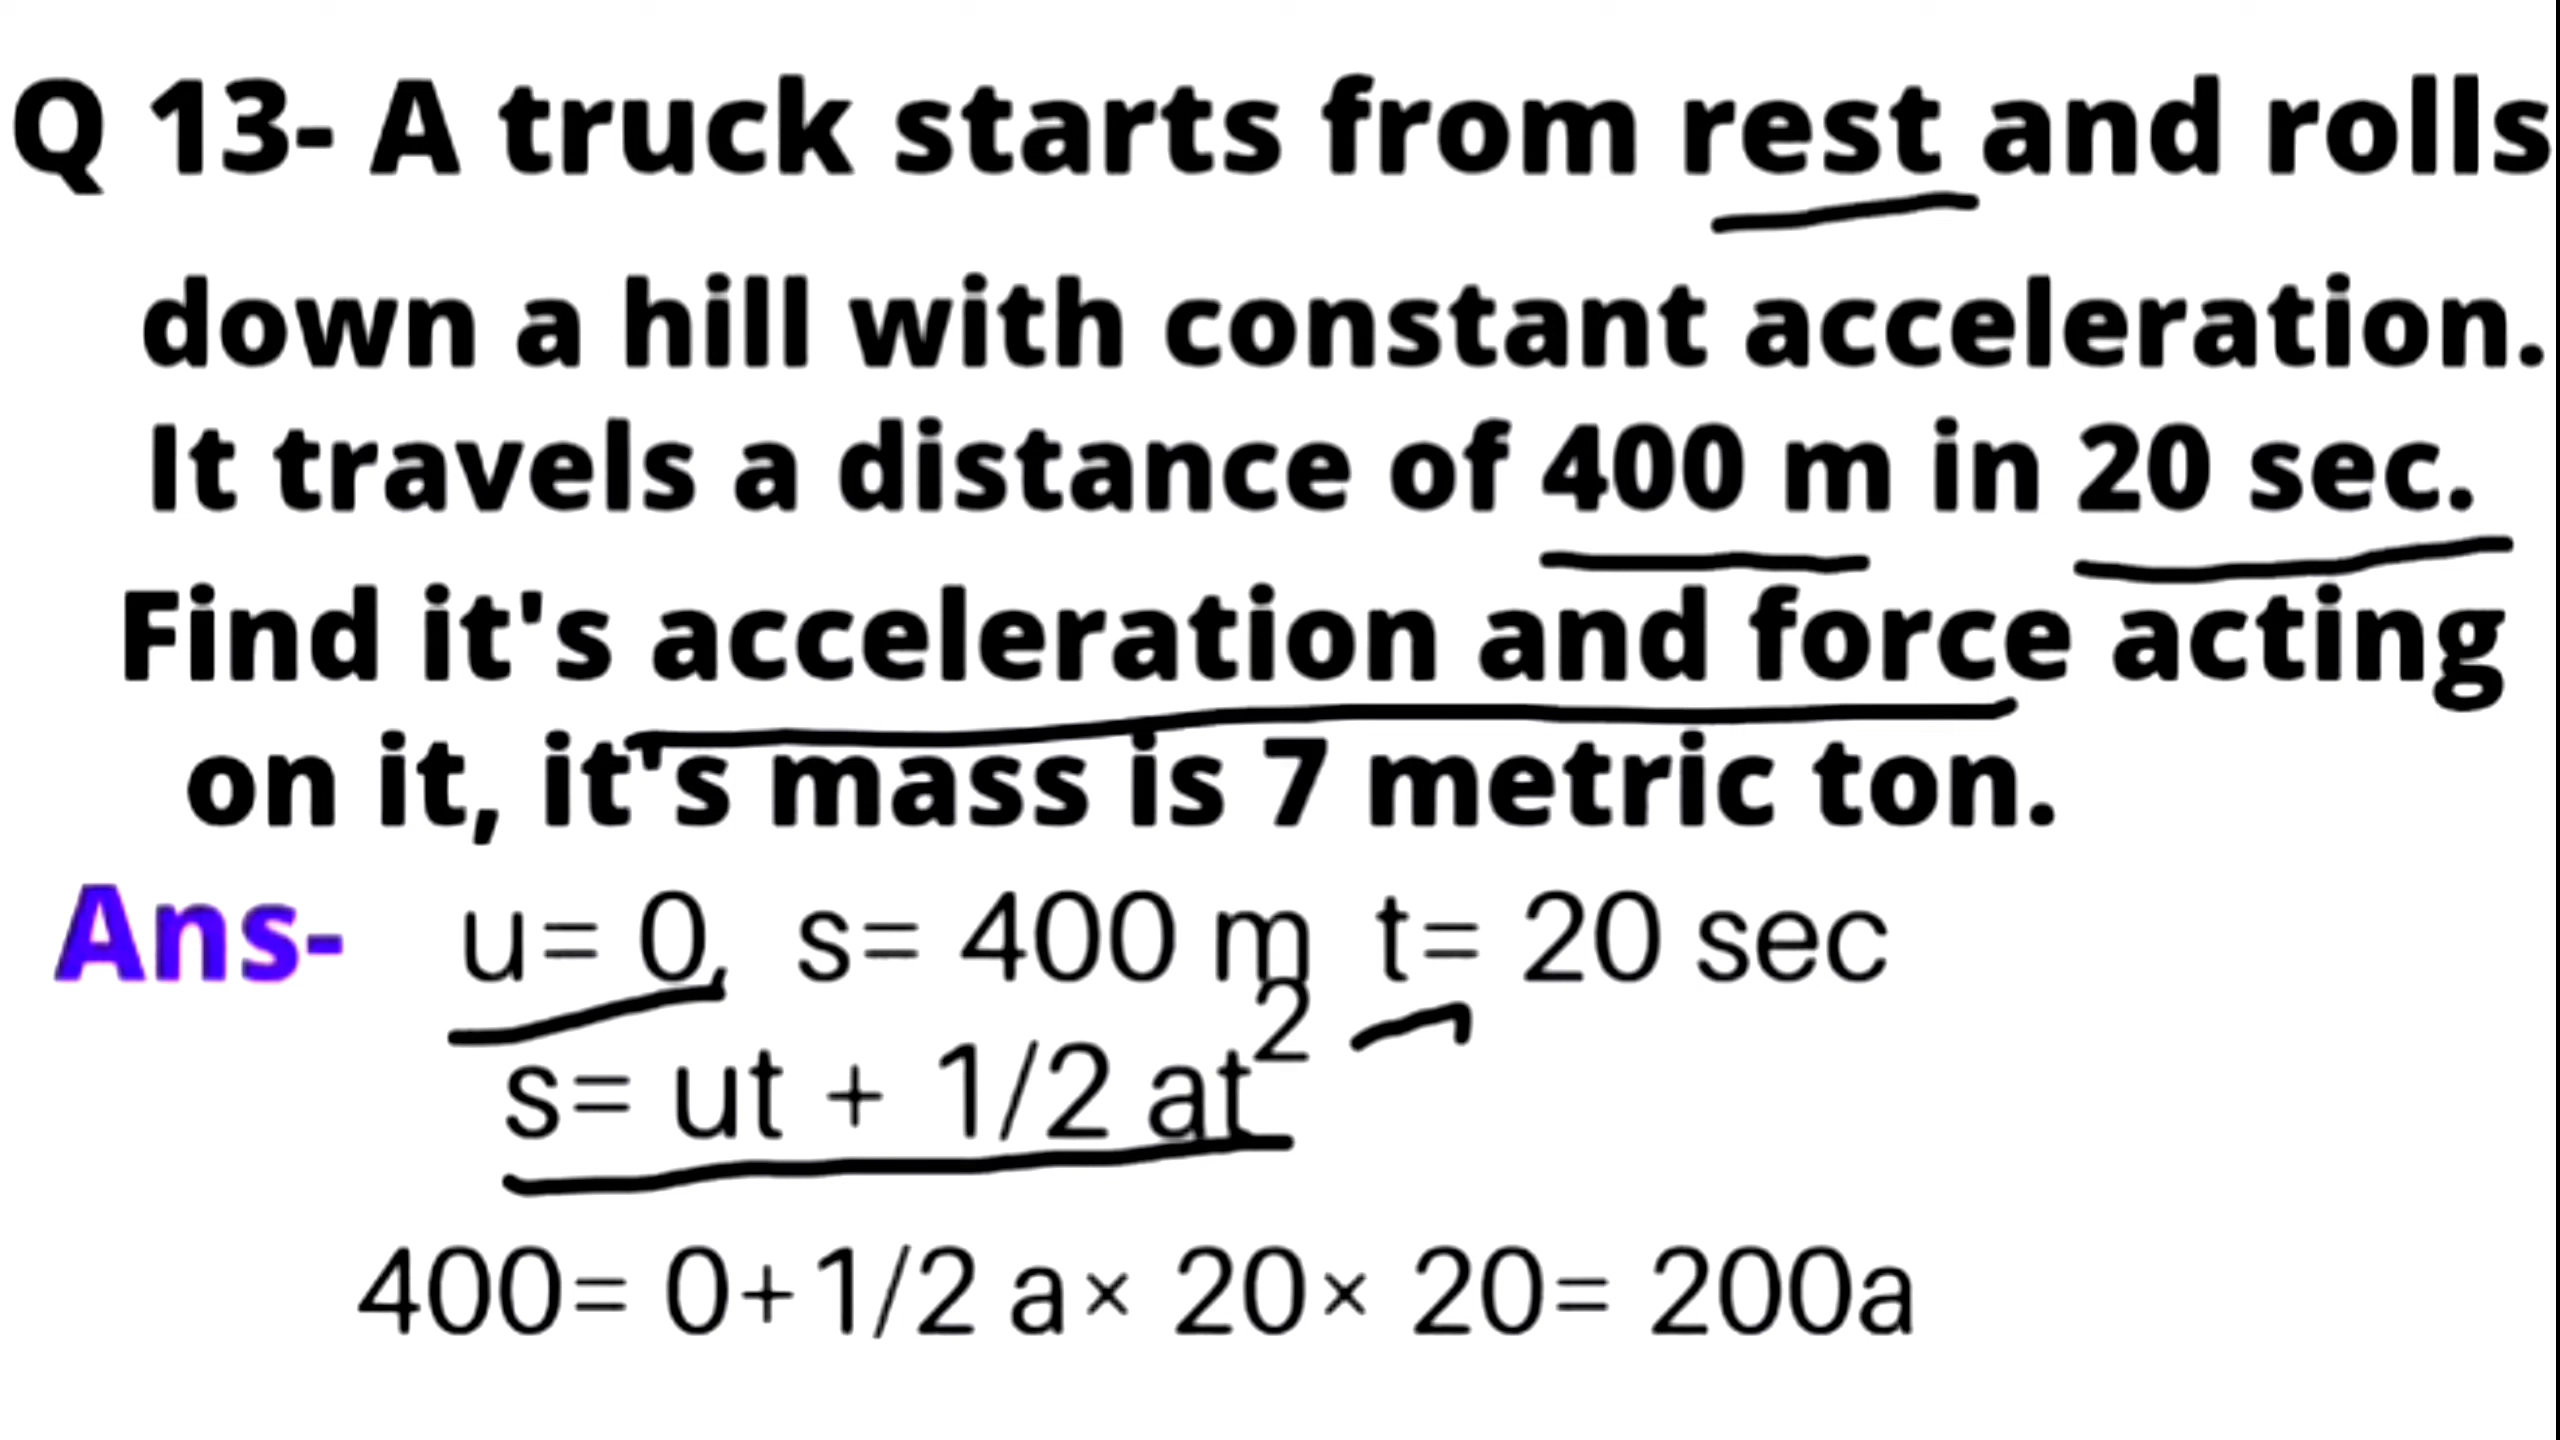 Q 13- A truck starts from rest and rolls
down a hill with constant acceleration.
It travels a distance of 400 m in 20 sec.
Find it's acceleration and force acting
on it, it's mass is 7 metric ton.
Ans- u= 0, s= 400 m t= 20 sec
s= ut + 1/2 at²
400= 0+1/2 a× 20× 20= 200a